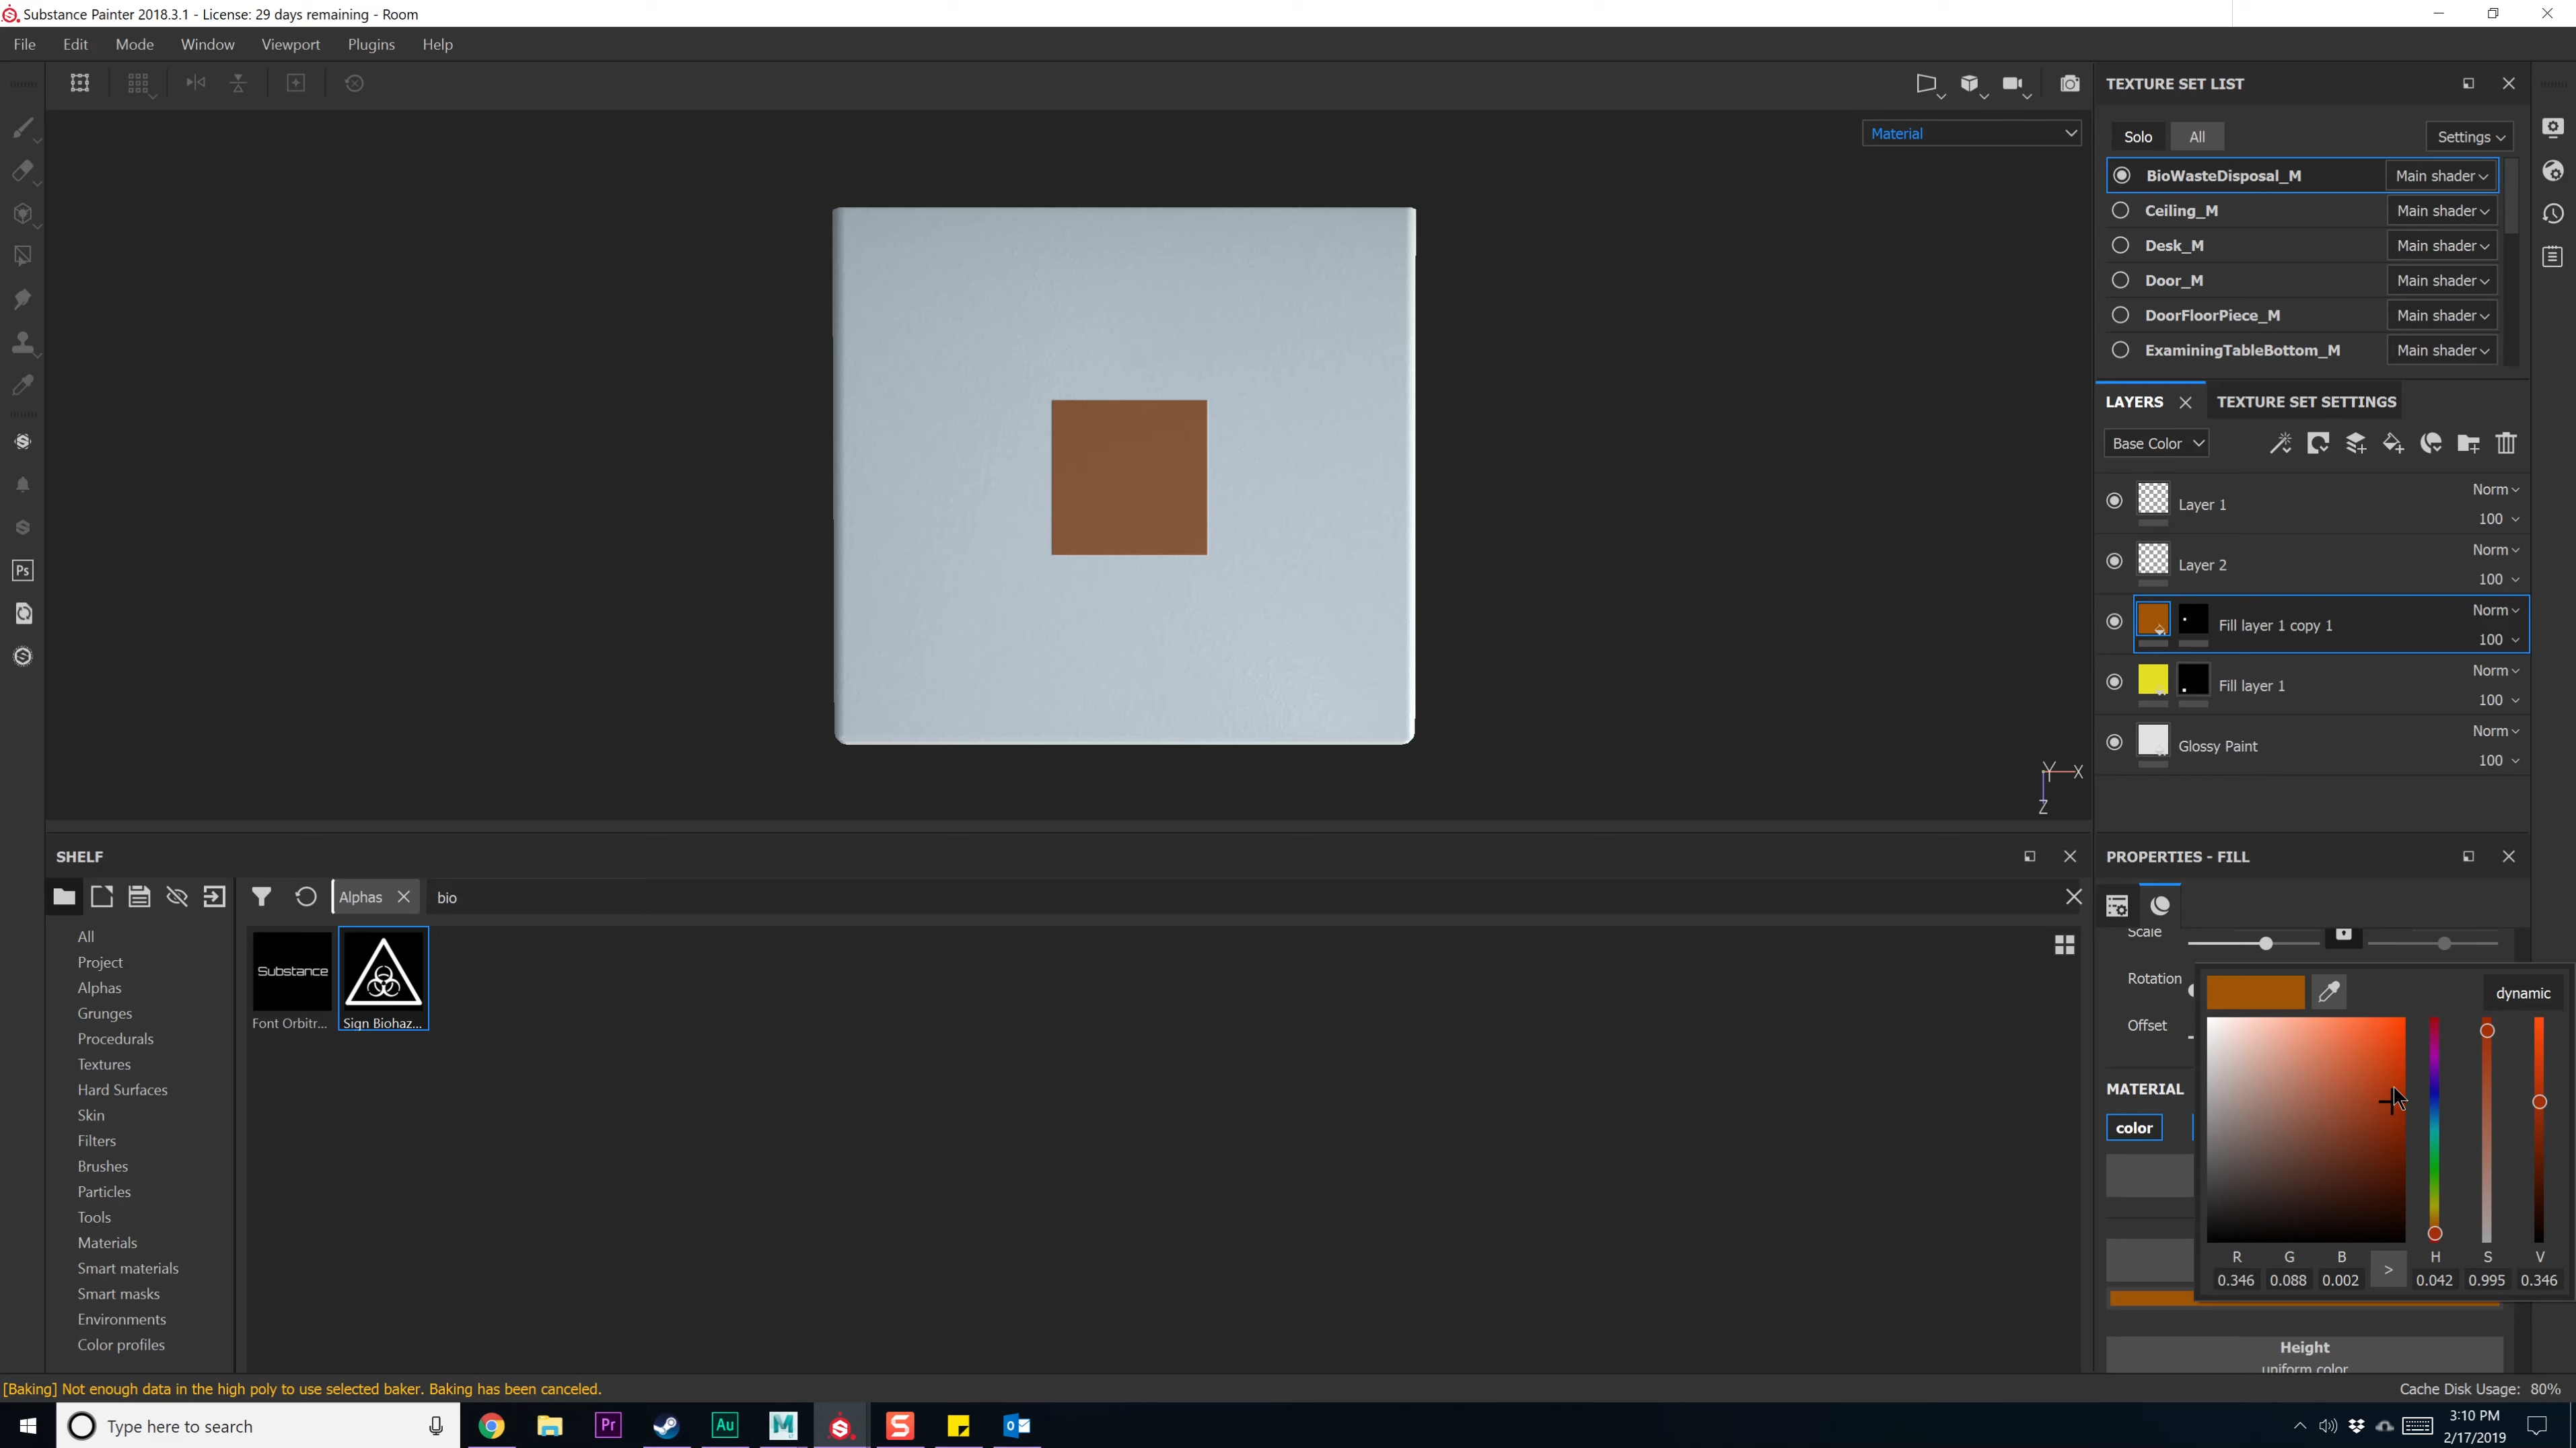 Substance Painter 2018.3.1 - License: 29 days remaining - Room
File Edit Mode Window Viewport Plugins Help
Material
TEXTURE SET LIST
Solo All Settings
BioWasteDisposal_M Main shader
Ceiling_M Main shader
Desk_M Main shader
Door_M Main shader
DoorFloorPiece_M Main shader
ExaminingTableBottom_M Main shader
LAYERS TEXTURE SET SETTINGS
Base Color
Layer 1 Norm
100
Layer 2 Norm
100
Fill layer 1 copy 1 Norm
100
Fill layer 1 Norm
100
Glossy Paint Norm
100
Y X
Z
Ps
SHELF
Alphas bio
All
Project
Alphas
Grunges
Procedurals
Textures
Hard Surfaces
Skin
Filters
Brushes
Particles
Tools
Materials
Smart materials
Smart masks
Environments
Color profiles
Substance
Font Orbitr...
Sign Biohaz...
PROPERTIES - FILL
Scale
Rotation
Offset
dynamic
MATERIAL
color
R G B > H S V
0.346 0.088 0.002 0.042 0.995 0.346
Height
uniform color
[Baking] Not enough data in the high poly to use selected baker. Baking has been canceled.
Cache Disk Usage: 80%
Type here to search
Pr
Au
3:10 PM
2/17/2019